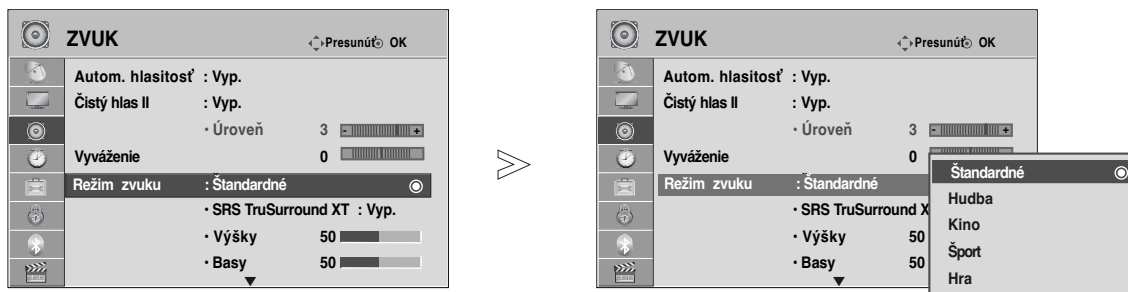 ZVUK
Presunúť OK
Autom. hlasitosť : Vyp.
Čistý hlas II : Vyp.
• Úroveň 3 - +
Vyváženie 0
Režim zvuku : Štandardné
• SRS TruSurround XT : Vyp.
• Výšky 50
• Basy 50
ZVUK
Presunúť OK
Autom. hlasitosť : Vyp.
Čistý hlas II : Vyp.
• Úroveň 3 - +
Vyváženie 0
Režim zvuku : Štandardné
• SRS TruSurround X
• Výšky 50
• Basy 50
Štandardné
Hudba
Kino
Šport
Hra